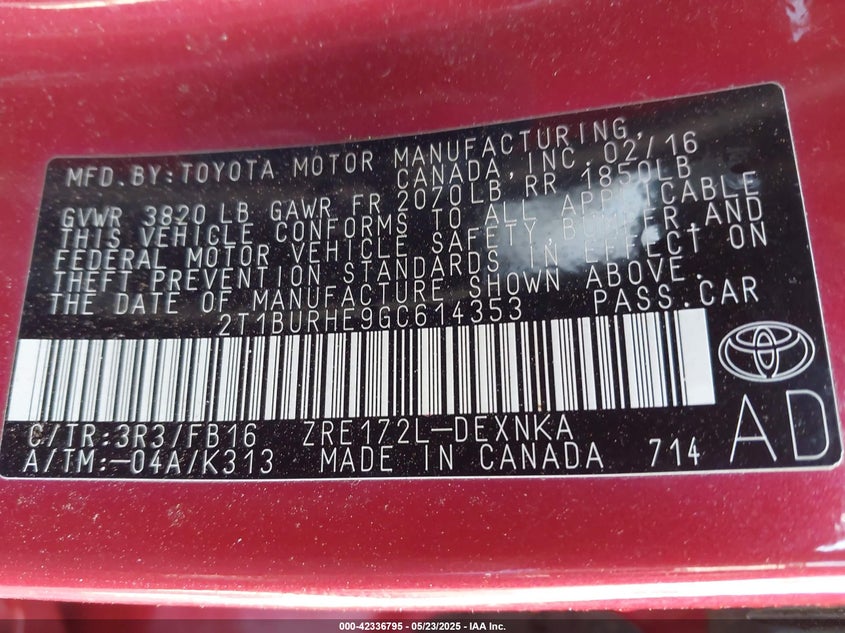 MFD.BY:TOYOTA MOTOR MANUFACTURING,
CANADA,INC.02/16
GVWR 3820 LB GAWR FR 2070LB RR 1850LB
THIS VEHICLE CONFORMS TO ALL APPLICABLE
FEDERAL MOTOR VEHICLE SAFETY,BUMPER,AND
THEFT PREVENTION STANDARDS IN EFFECT ON
THE DATE OF MANUFACTURE SHOWN ABOVE.
2T1BURHE9GC614353 PASS.CAR
C/TR:3R3/FB16 ZRE172L-DEXNKA
A/TM:-04A/K313 MADE IN CANADA 714
AD
000-42336795 - 05/23/2025 - IAA Inc.